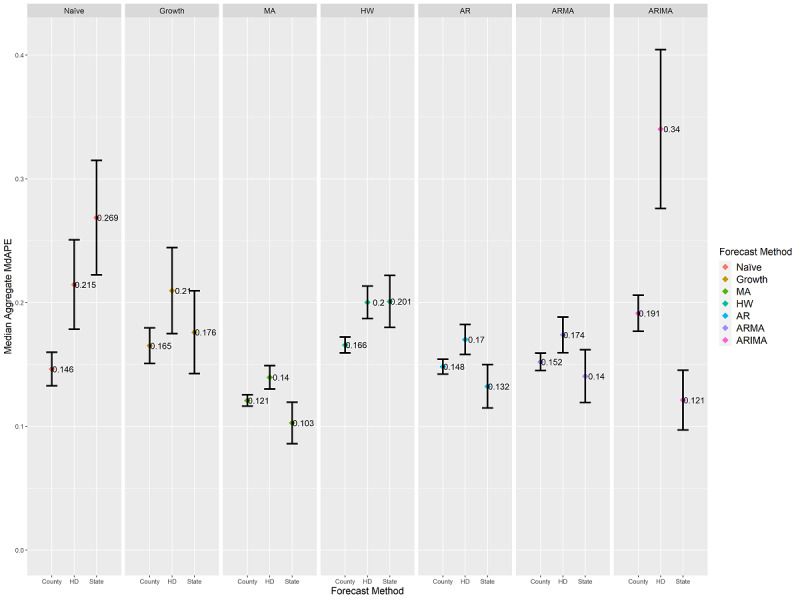 Naïve Growth MA HW AR ARMA ARIMA
0.4
0.34
0.3
0.269
0.215
0.21
0.2
0.2
0.201
0.191
0.176
0.174
0.17
0.165
0.166
0.146
0.148
0.152
0.14
0.14
0.132
0.121
0.121
0.103
0.1
0.0
Median Aggregate MdAPE
County HD State County HD State County HD State County HD State County HD State County HD State County HD State
Forecast Method
Forecast Method
Naïve
Growth
MA
HW
AR
ARMA
ARIMA